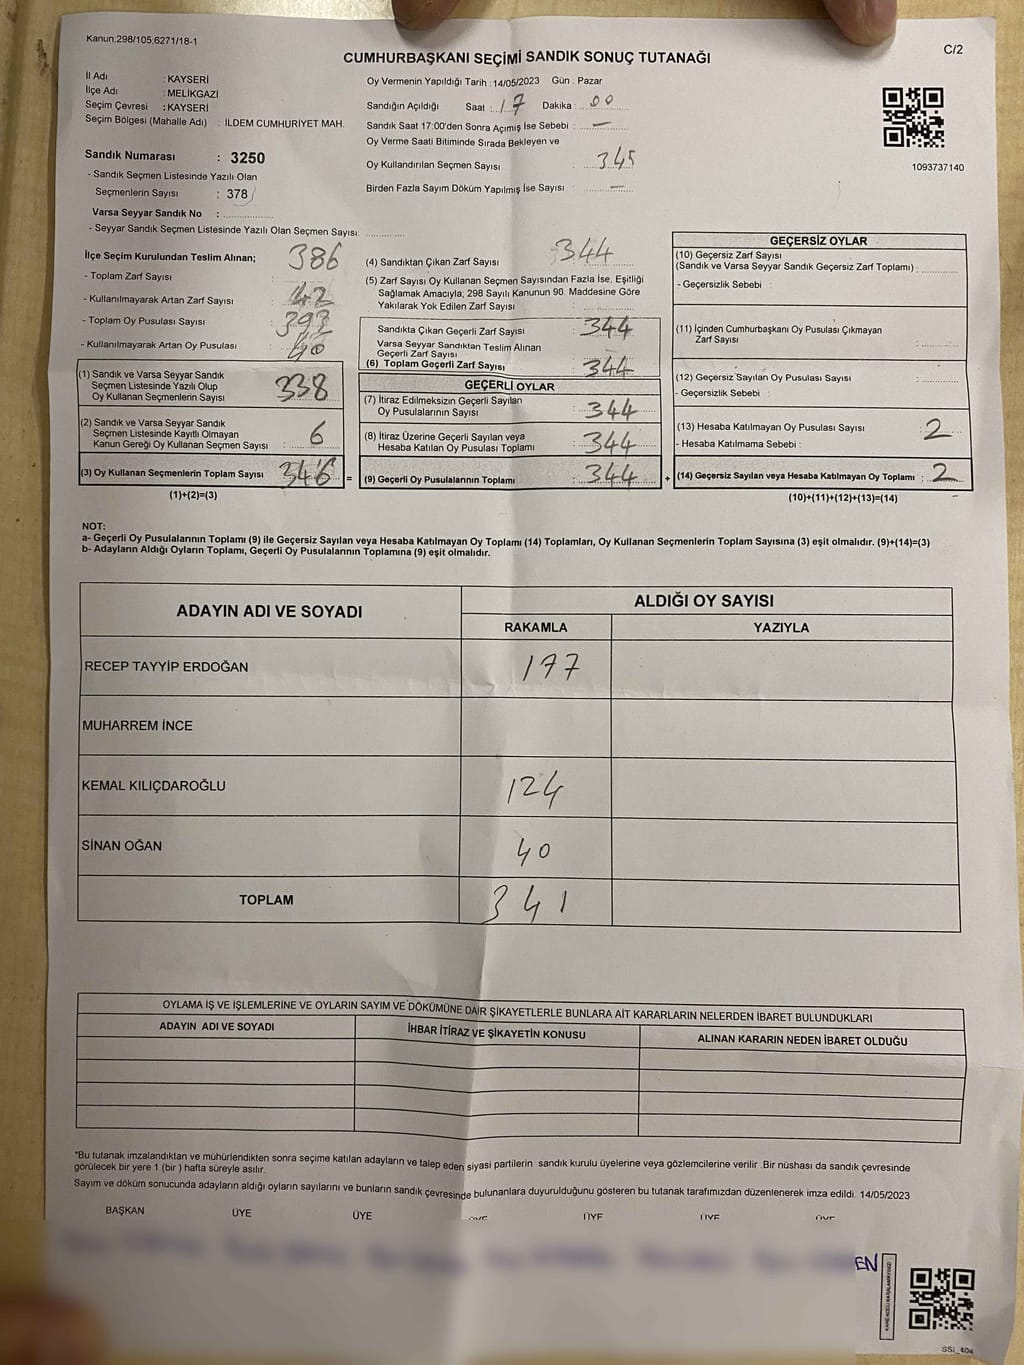 Kanun.298/105;6271/18-1
C/2
CUMHURBAŞKANI SEÇİMİ SANDIK SONUÇ TUTANAĞI
İl Adı : KAYSERİ
İlçe Adı : MELİKGAZİ
Seçim Çevresi : KAYSERİ
Seçim Bölgesi (Mahalle Adı) : İLDEM CUMHURİYET MAH.
Sandık Numarası : 3250
- Sandık Seçmen Listesinde Yazılı Olan
Seçmenlerin Sayısı : 378
Varsa Seyyar Sandık No :
- Seyyar Sandık Seçmen Listesinde Yazılı Olan Seçmen Sayısı:
Oy Vermenin Yapıldığı Tarih : 14/05/2023 Gün : Pazar
Sandığın Açıldığı Saat : 17 Dakika : 00
Sandık Saat 17:00'den Sonra Açımış İse Sebebi : —
Oy Verme Saati Bitiminde Sırada Bekleyen ve
Oy Kullandırılan Seçmen Sayısı : 345
Birden Fazla Sayım Döküm Yapılmış İse Sayısı : —
1093737140
İlçe Seçim Kurulundan Teslim Alınan;
- Toplam Zarf Sayısı : 386
- Kullanılmayarak Artan Zarf Sayısı : 42
- Toplam Oy Pusulası Sayısı : 393
- Kullanılmayarak Artan Oy Pusulası : 40
(1) Sandık ve Varsa Seyyar Sandık
Seçmen Listesinde Yazılı Olup
Oy Kullanan Seçmenlerin Sayısı : 338
(2) Sandık ve Varsa Seyyar Sandık
Seçmen Listesinde Kayıtlı Olmayan
Kanun Gereği Oy Kullanan Seçmen Sayısı : 6
(3) Oy Kullanan Seçmenlerin Toplam Sayısı 346 =
(1)+(2)=(3)
(4) Sandıktan Çıkan Zarf Sayısı 344
(5) Zarf Sayısı Oy Kullanan Seçmen Sayısından Fazla İse, Eşitliği
Sağlamak Amacıyla; 298 Sayılı Kanunun 98. Maddesine Göre
Yakılarak Yok Edilen Zarf Sayısı :
Sandıkta Çıkan Geçerli Zarf Sayısı : 344
Varsa Seyyar Sandıktan Teslim Alınan
Geçerli Zarf Sayısı :
(6) Toplam Geçerli Zarf Sayısı : 344
GEÇERLİ OYLAR
(7) İtiraz Edilmeksizin Geçerli Sayılan
Oy Pusulalarının Sayısı : 344
(8) İtiraz Üzerine Geçerli Sayılan veya
Hesaba Katılan Oy Pusulası Toplamı : 344
(9) Geçerli Oy Pusulalarının Toplamı : 344 +
GEÇERSİZ OYLAR
(10) Geçersiz Zarf Sayısı
(Sandık ve Varsa Seyyar Sandık Geçersiz Zarf Toplamı) :
- Geçersizlik Sebebi :
(11) İçinden Cumhurbaşkanı Oy Pusulası Çıkmayan
Zarf Sayısı :
(12) Geçersiz Sayılan Oy Pusulası Sayısı :
- Geçersizlik Sebebi :
(13) Hesaba Katılmayan Oy Pusulası Sayısı : 2
- Hesaba Katılmama Sebebi :
(14) Geçersiz Sayılan veya Hesaba Katılmayan Oy Toplamı : 2
(10)+(11)+(12)+(13)=(14)
NOT:
a- Geçerli Oy Pusulalarının Toplamı (9) ile Geçersiz Sayılan veya Hesaba Katılmayan Oy Toplamı (14) Toplamları, Oy Kullanan Seçmenlerin Toplam Sayısına (3) eşit olmalıdır. (9)+(14)=(3)
b- Adayların Aldığı Oyların Toplamı, Geçerli Oy Pusulalarının Toplamına (9) eşit olmalıdır.
ADAYIN ADI VE SOYADI ALDIĞI OY SAYISI
RAKAMLA YAZIYLA
RECEP TAYYİP ERDOĞAN 177
MUHARREM İNCE
KEMAL KILIÇDAROĞLU 124
SİNAN OĞAN 40
TOPLAM 341
OYLAMA İŞ VE İŞLEMLERİNE VE OYLARIN SAYIM VE DÖKÜMÜNE DAİR ŞİKAYETLERLE BUNLARA AİT KARARLARIN NELERDEN İBARET BULUNDUKLARI
ADAYIN ADI VE SOYADI İHBAR İTİRAZ VE ŞİKAYETİN KONUSU ALINAN KARARIN NEDEN İBARET OLDUĞU
*Bu tutanak imzalandıktan ve mühürlendikten sonra seçime katılan adayların ve talep eden siyasi partilerin sandık kurulu üyelerine veya gözlemcilerine verilir .Bir nüshası da sandık çevresinde
görülecek bir yere 1 (bir ) hafta süreyle asılır.
Sayım ve döküm sonucunda adayların aldığı oyların sayılarını ve bunların sandık çevresinde bulunanlara duyurulduğunu gösteren bu tutanak tarafımızdan düzenlenerek imza edildi. 14/05/2023
BAŞKAN ÜYE ÜYE ÜYE ÜYE ÜYE ÜYE
EN